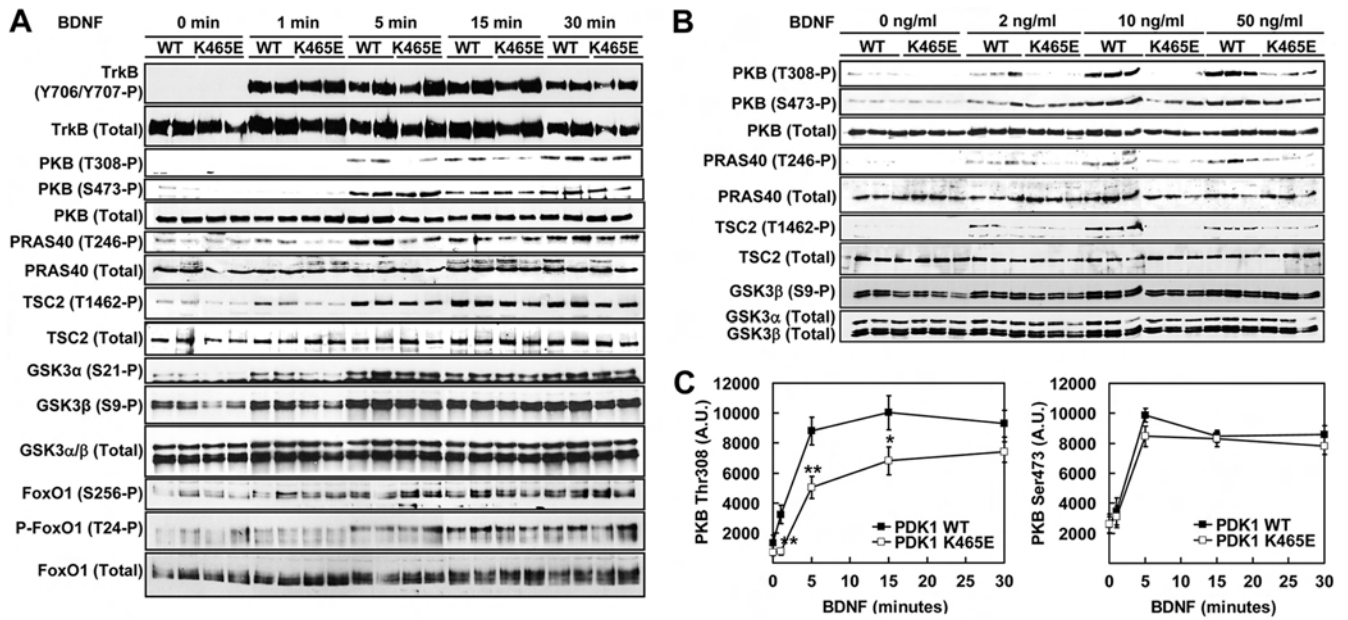 A
BDNF 0 min 1 min 5 min 15 min 30 min
WT K465E WT K465E WT K465E WT K465E WT K465E
TrkB
(Y706/Y707-P)
TrkB (Total)
PKB (T308-P)
PKB (S473-P)
PKB (Total)
PRAS40 (T246-P)
PRAS40 (Total)
TSC2 (T1462-P)
TSC2 (Total)
GSK3α (S21-P)
GSK3β (S9-P)
GSK3α/β (Total)
FoxO1 (S256-P)
P-FoxO1 (T24-P)
FoxO1 (Total)
B
BDNF 0 ng/ml 2 ng/ml 10 ng/ml 50 ng/ml
WT K465E WT K465E WT K465E WT K465E
PKB (T308-P)
PKB (S473-P)
PKB (Total)
PRAS40 (T246-P)
PRAS40 (Total)
TSC2 (T1462-P)
TSC2 (Total)
GSK3β (S9-P)
GSK3α (Total)
GSK3β (Total)
C
PKB Thr308 (A.U.)
12000
10000
8000
6000
4000
2000
**
**
*
PDK1 WT
PDK1 K465E
0 5 10 15 20 25 30
BDNF (minutes)
PKB Ser473 (A.U.)
12000
10000
8000
6000
4000
2000
PDK1 WT
PDK1 K465E
0 5 10 15 20 25 30
BDNF (minutes)